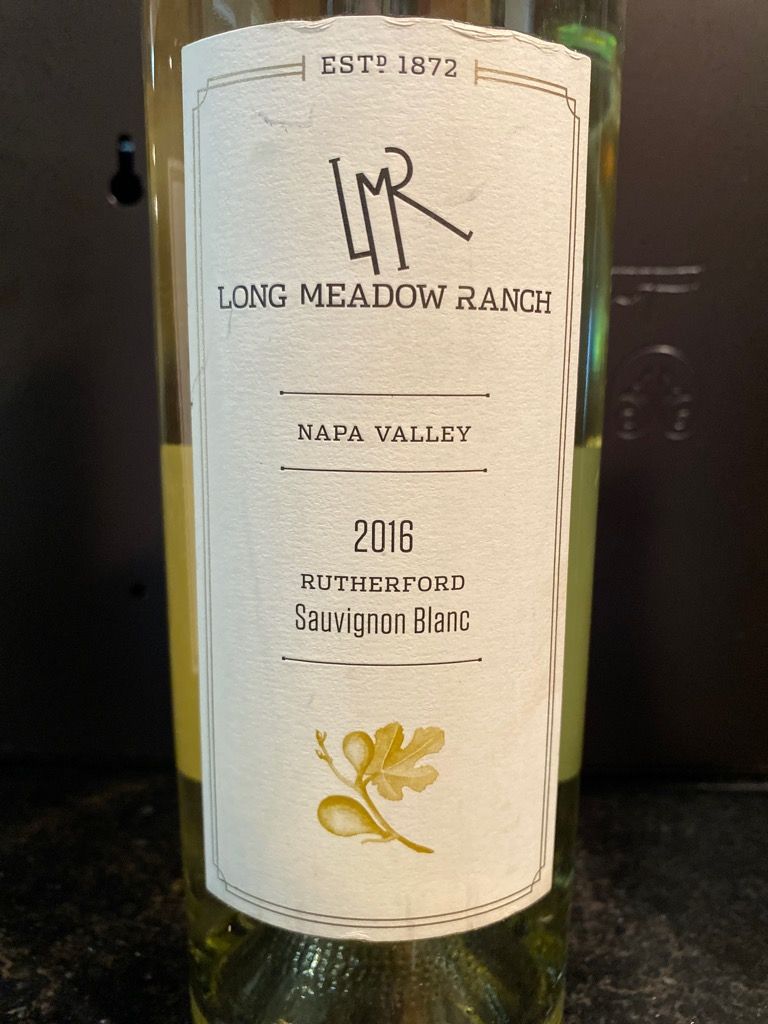 ESTD 1872
LMR
LONG MEADOW RANCH
NAPA VALLEY
2016
RUTHERFORD
Sauvignon Blanc